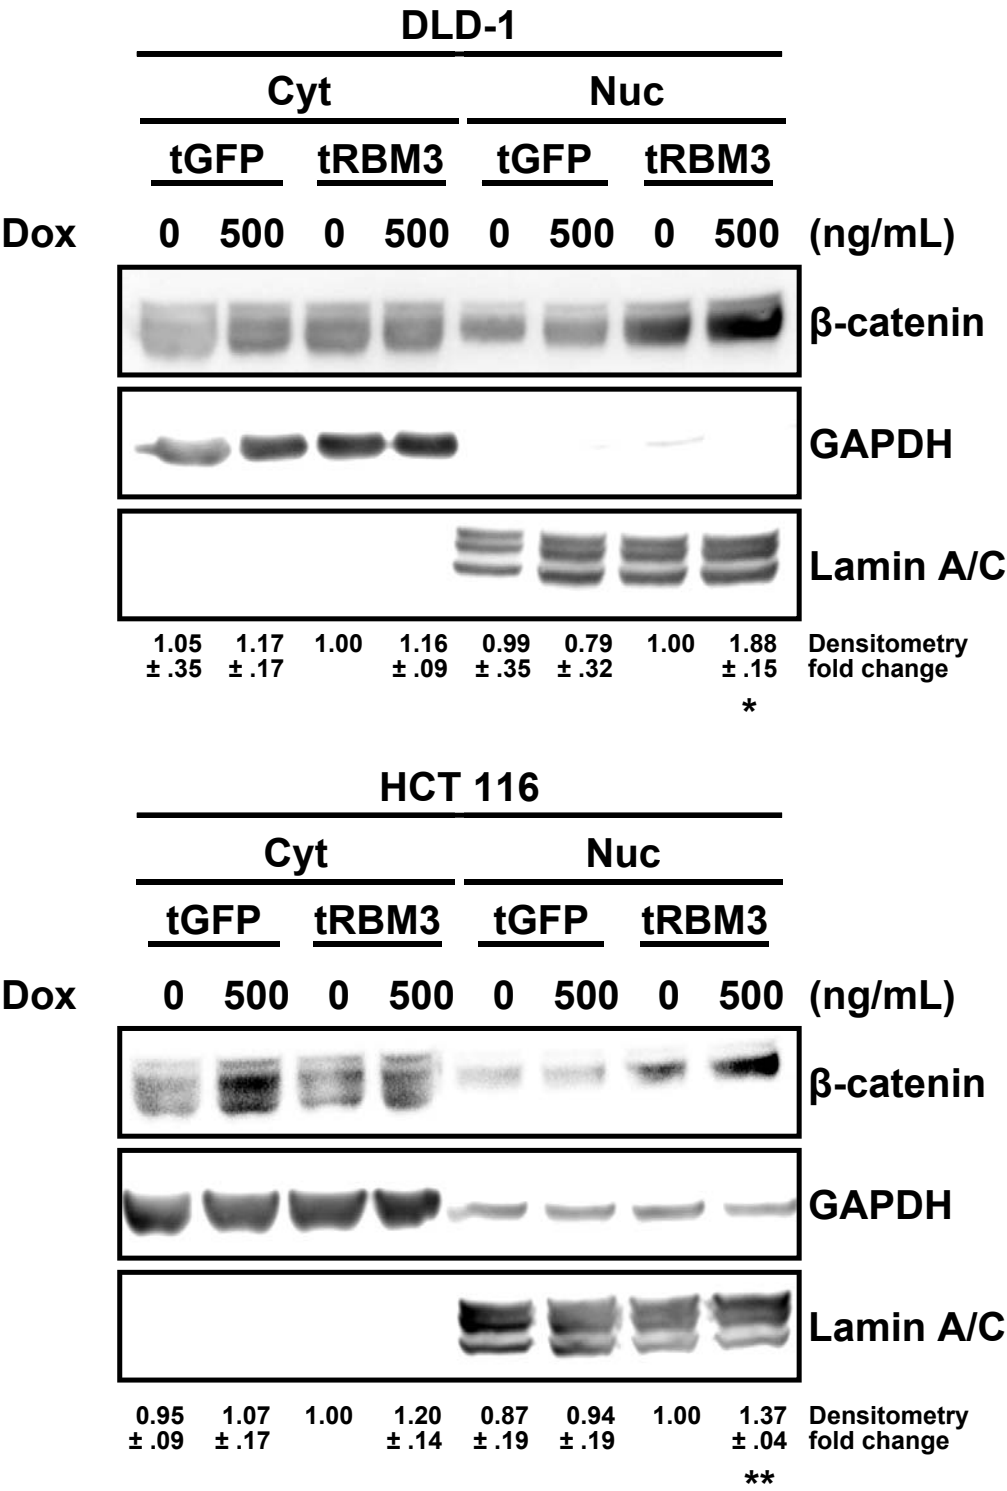 DLD-1
Cyt Nuc
tGFP tRBM3 tGFP tRBM3
Dox 0 500 0 500 0 500 0 500 (ng/mL)
β-catenin
GAPDH
Lamin A/C
1.05 1.17 1.00 1.16 0.99 0.79 1.00 1.88 Densitometry
± .35 ± .17 ± .09 ± .35 ± .32 ± .15 fold change
*
HCT 116
Cyt Nuc
tGFP tRBM3 tGFP tRBM3
Dox 0 500 0 500 0 500 0 500 (ng/mL)
β-catenin
GAPDH
Lamin A/C
0.95 1.07 1.00 1.20 0.87 0.94 1.00 1.37 Densitometry
± .09 ± .17 ± .14 ± .19 ± .19 ± .04 fold change
**